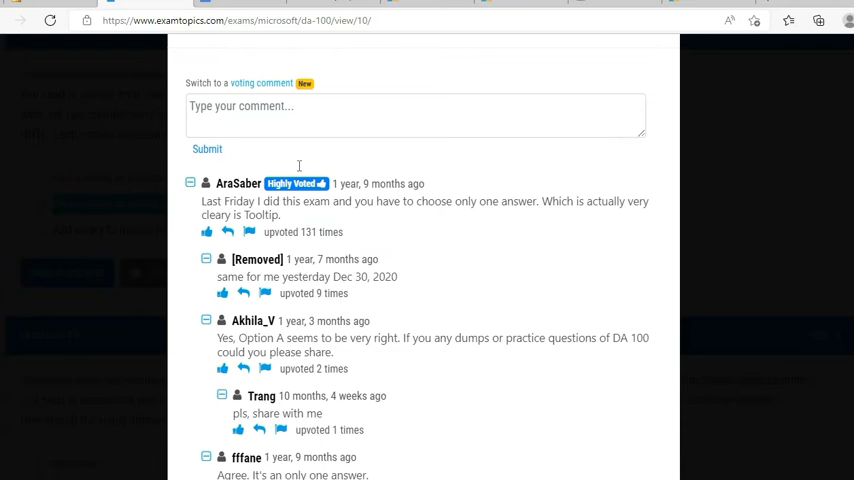 https://www.examtopics.com/exams/microsoft/da-100/view/10/
Switch to a voting comment New
Type your comment...
Submit
AraSaber Highly Voted 1 year, 9 months ago
Last Friday I did this exam and you have to choose only one answer. Which is actually very
cleary is Tooltip.
upvoted 131 times
[Removed] 1 year, 7 months ago
same for me yesterday Dec 30, 2020
upvoted 9 times
Akhila_V 1 year, 3 months ago
Yes, Option A seems to be very right. If you any dumps or practice questions of DA 100
could you please share.
upvoted 2 times
Trang 10 months, 4 weeks ago
pls, share with me
upvoted 1 times
fffane 1 year, 9 months ago
Agree. It's an only one answer.